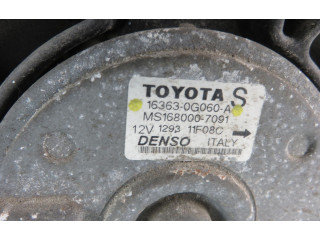 TOYOTA S
16363-0G060-A
MS168000-7091
12V 1293 11F08C
DENSO ITALY